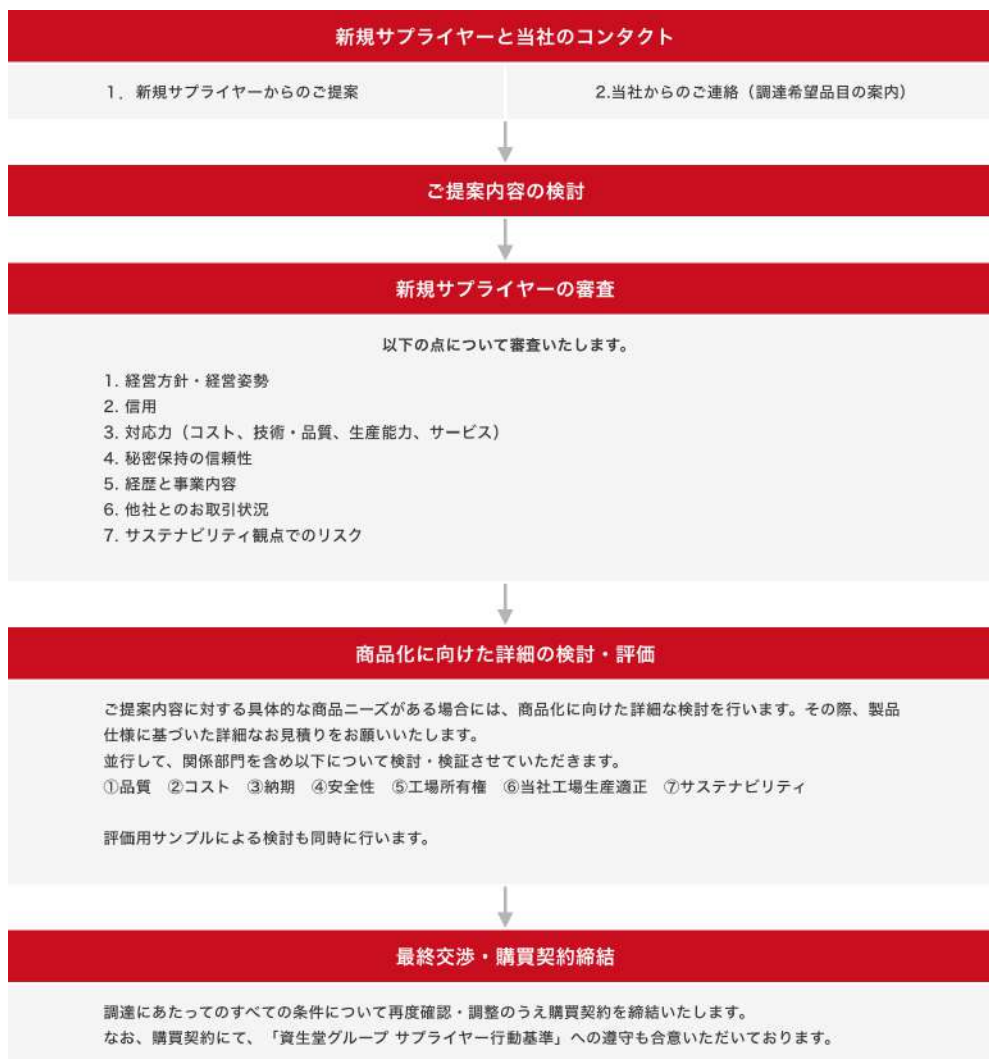 新規サプライヤーと当社のコンタクト
1. 新規サプライヤーからのご提案
2.当社からのご連絡（調達希望品目の案内）
ご提案内容の検討
新規サプライヤーの審査
以下の点について審査いたします。
1. 経営方針・経営姿勢
2. 信用
3. 対応力（コスト、技術・品質、生産能力、サービス）
4. 秘密保持の信頼性
5. 経歴と事業内容
6. 他社とのお取引状況
7. サステナビリティ観点でのリスク
商品化に向けた詳細の検討・評価
ご提案内容に対する具体的な商品ニーズがある場合には、商品化に向けた詳細な検討を行います。その際、製品
仕様に基づいた詳細なお見積りをお願いいたします。
並行して、関係部門を含め以下について検討・検証させていただきます。
①品質　②コスト　③納期　④安全性　⑤工場所有権　⑥当社工場生産適正　⑦サステナビリティ
評価用サンプルによる検討も同時に行います。
最終交渉・購買契約締結
調達にあたってのすべての条件について再度確認・調整のうえ購買契約を締結いたします。
なお、購買契約にて、「資生堂グループ サプライヤー行動基準」への遵守も合意いただいております。